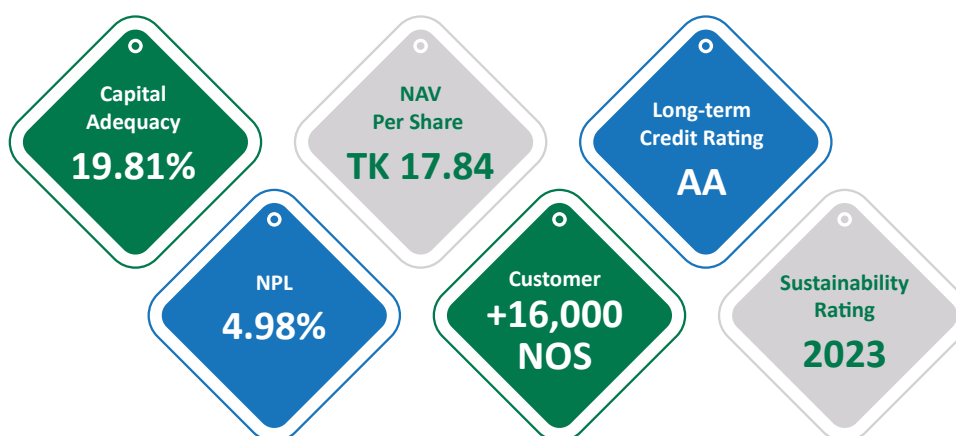 Capital
Adequacy
19.81%
NAV
Per Share
TK 17.84
Long-term
Credit Rating
AA
NPL
4.98%
Customer
+16,000
NOS
Sustainability
Rating
2023